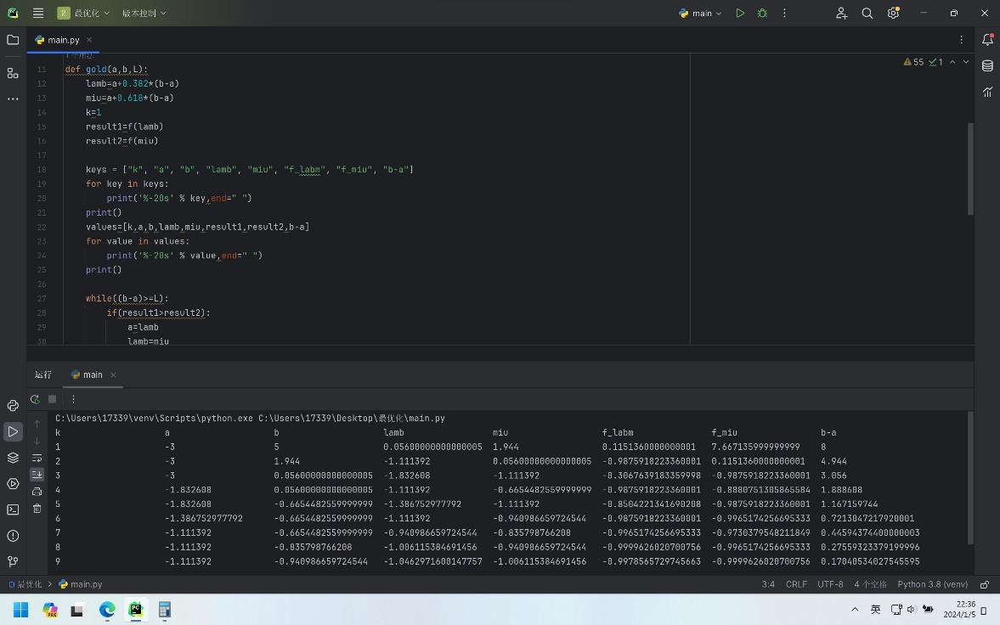 Z 最优化 版本控制 main
main.py
11 def gold(a,b,L): 55 1
12 lamb=a+0.382*(b-a)
13 miu=a+0.618*(b-a)
14 k=1
15 result1=f(lamb)
16 result2=f(miu)
17
18 keys = ["k", "a", "b", "lamb", "miu", "f_labm", "f_miu", "b-a"]
19 for key in keys:
20 print('%-20s' % key,end=" ")
21 print()
22 values=[k,a,b,lamb,miu,result1,result2,b-a]
23 for value in values:
24 print('%-20s' % value,end=" ")
25 print()
26
27 while((b-a)>=L):
28 if(result1>result2):
29 a=lamb
30 lamb=miu
运行 main
C:\Users\17339\venv\Scripts\python.exe C:\Users\17339\Desktop\最优化\main.py
k a b lamb miu f_labm f_miu b-a
1 -3 5 0.05600000000000005 1.944 0.1151360000000001 7.667135999999999 8
2 -3 1.944 -1.111392 0.05600000000000005 -0.9875918223360001 0.1151360000000001 4.944
3 -3 0.05600000000000005 -1.832608 -1.111392 -0.3067639183359998 -0.9875918223360001 3.056
4 -1.832608 0.05600000000000005 -1.111392 -0.6654482559999999 -0.9875918223360001 -0.8880751305865584 1.888608
5 -1.832608 -0.6654482559999999 -1.386752977792 -1.111392 -0.8504221341690208 -0.9875918223360001 1.167159744
6 -1.386752977792 -0.6654482559999999 -1.111392 -0.940986659724544 -0.9875918223360001 -0.9965174256695333 0.7213047217920001
7 -1.111392 -0.6654482559999999 -0.940986659724544 -0.835798766208 -0.9965174256695333 -0.9730379548211849 0.44594374400000003
8 -1.111392 -0.835798766208 -1.006115384691456 -0.940986659724544 -0.9999626020700756 -0.9965174256695333 0.27559323379199996
9 -1.111392 -0.940986659724544 -1.0462971600147757 -1.006115384691456 -0.9978565729745663 -0.9999626020700756 0.17040534027545595
最优化 > main.py 3:4 CRLF UTF-8 4 个空格 Python 3.8 (venv)
PRE PC 英 22:36
2024/1/5